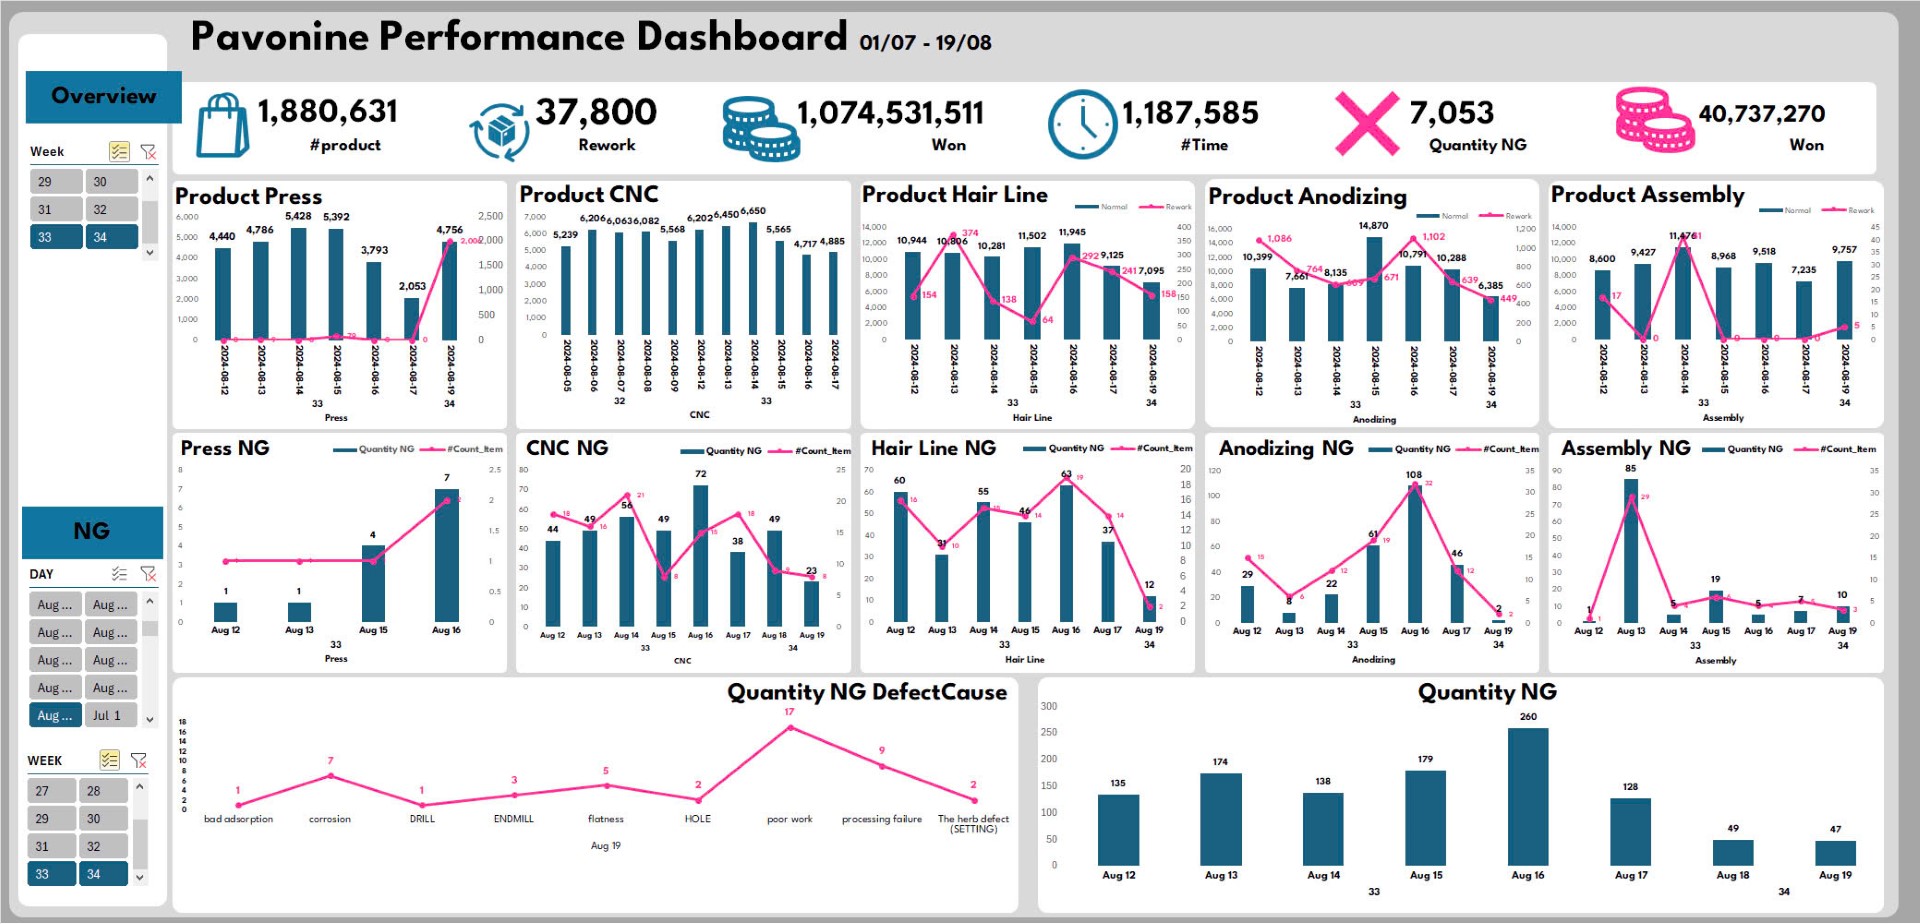 Pavonine Performance Dashboard 01/07 - 19/08
Overview
1,880,631
#product
37,800
Rework
1,074,531,511
Won
1,187,585
#Time
7,053
Quantity NG
40,737,270
Won
Week
29 30
31 32
33 34
Product Press
6,000 5,000 4,000 3,000 2,000 1,000 0
4,440 4,786 5,428 5,392 3,793 2,053 4,756
2,500 2,000 1,500 1,000 500 0
2024-08-12 2024-08-13 2024-08-14 2024-08-15 2024-08-16 2024-08-17 2024-08-19
33 34
Press
Product CNC
7,000 6,000 5,000 4,000 3,000 2,000 1,000 0
5,239 6,206 6,063 6,082 5,568 6,202 6,450 6,650 5,565 4,717 4,885
2024-08-05 2024-08-06 2024-08-07 2024-08-08 2024-08-09 2024-08-12 2024-08-13 2024-08-14 2024-08-15 2024-08-16 2024-08-17
32 33
CNC
Product Hair Line
Normal Rework
14,000 12,000 10,000 8,000 6,000 4,000 2,000 0
10,944 10,806 10,281 11,502 11,945 9,125 7,095
154 374 138 64 292 241 158
400 350 300 250 200 150 100 50 0
2024-08-12 2024-08-13 2024-08-14 2024-08-15 2024-08-16 2024-08-17 2024-08-19
33 34
Hair Line
Product Anodizing
Normal Rework
16,000 14,000 12,000 10,000 8,000 6,000 4,000 2,000 0
10,399 7,661 8,135 14,870 10,791 10,288 6,385
1,086 764 671 1,102 639 449
1,200 1,000 800 600 400 200 0
2024-08-12 2024-08-13 2024-08-14 2024-08-15 2024-08-16 2024-08-17 2024-08-19
33 34
Anodizing
Product Assembly
Normal Rework
14,000 12,000 10,000 8,000 6,000 4,000 2,000 0
8,600 9,427 11,476 8,968 9,518 7,235 9,757
17 0 0 0 0 5
45 40 35 30 25 20 15 10 5 0
2024-08-12 2024-08-13 2024-08-14 2024-08-15 2024-08-16 2024-08-17 2024-08-19
33 34
Assembly
NG
DAY
Aug ... Aug ...
Aug ... Aug ...
Aug ... Aug ...
Aug ... Aug ...
Aug ... Jul 1
WEEK
27 28
29 30
31 32
33 34
Press NG
Quantity NG #Count_Item
8 7 6 5 4 3 2 1 0
1 1 4 7
2.5 2 1.5 1 0.5 0
Aug 12 Aug 13 Aug 15 Aug 16
33
Press
CNC NG
Quantity NG #Count_Item
80 70 60 50 40 30 20 10 0
44 49 56 49 72 38 49 23
18 16 21 8 15 18 9 8
25 20 15 10 5 0
Aug 12 Aug 13 Aug 14 Aug 15 Aug 16 Aug 17 Aug 18 Aug 19
33 34
CNC
Hair Line NG
Quantity NG #Count_Item
70 60 50 40 30 20 10 0
60 31 55 46 63 37 12
16 10 15 14 19 14 2
20 18 16 14 12 10 8 6 4 2 0
Aug 12 Aug 13 Aug 14 Aug 15 Aug 16 Aug 17 Aug 19
33 34
Hair Line
Anodizing NG
Quantity NG #Count_Item
120 100 80 60 40 20 0
29 8 22 61 108 46 2
15 6 12 19 32 12 2
35 30 25 20 15 10 5 0
Aug 12 Aug 13 Aug 14 Aug 15 Aug 16 Aug 17 Aug 19
33 34
Anodizing
Assembly NG
Quantity NG #Count_Item
90 80 70 60 50 40 30 20 10 0
1 85 5 19 5 7 10
1 29 4 6 4 5 3
35 30 25 20 15 10 5 0
Aug 12 Aug 13 Aug 14 Aug 15 Aug 16 Aug 17 Aug 19
33 34
Assembly
Quantity NG DefectCause
18 16 14 12 10 8 6 4 2 0
1 7 1 3 5 2 17 9 2
bad adsorption corrosion DRILL ENDMILL flatness HOLE poor work processing failure The herb defect
(SETTING)
Aug 19
Quantity NG
300 250 200 150 100 50 0
135 174 138 179 260 128 49 47
Aug 12 Aug 13 Aug 14 Aug 15 Aug 16 Aug 17 Aug 18 Aug 19
33 34